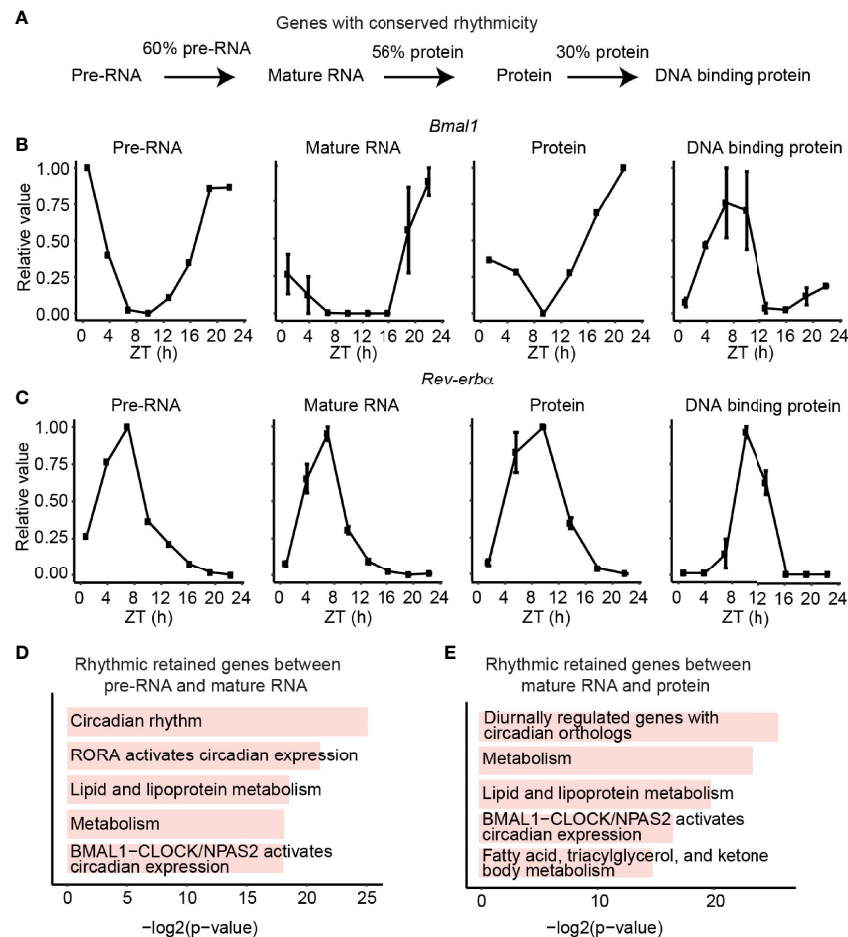 A
Genes with conserved rhythmicity
60% pre-RNA
56% protein
30% protein
Pre-RNA
Mature RNA
Protein
DNA binding protein
Bmal1
B
Pre-RNA
Mature RNA
Protein
DNA binding protein
Relative value
1.00
0.75
0.50
0.25
0.00
0 4 8 12 16 20 24
0 4 8 12 16 20 24
0 4 8 12 16 20 24
0 4 8 12 16 20 24
ZT (h)
ZT (h)
ZT (h)
ZT (h)
Rev-erbα
C
Pre-RNA
Mature RNA
Protein
DNA binding protein
Relative value
1.00
0.75
0.50
0.25
0.00
0 4 8 12 16 20 24
0 4 8 12 16 20 24
0 4 8 12 16 20 24
0 4 8 12 16 20 24
ZT (h)
ZT (h)
ZT (h)
ZT (h)
D
Rhythmic retained genes between
pre-RNA and mature RNA
Circadian rhythm
RORA activates circadian expression
Lipid and lipoprotein metabolism
Metabolism
BMAL1−CLOCK/NPAS2 activates
circadian expression
0 5 10 15 20 25
−log2(p−value)
E
Rhythmic retained genes between
mature RNA and protein
Diurnally regulated genes with
circadian orthologs
Metabolism
Lipid and lipoprotein metabolism
BMAL1−CLOCK/NPAS2 activates
circadian expression
Fatty acid, triacylglycerol, and ketone
body metabolism
0 10 20
−log2(p−value)